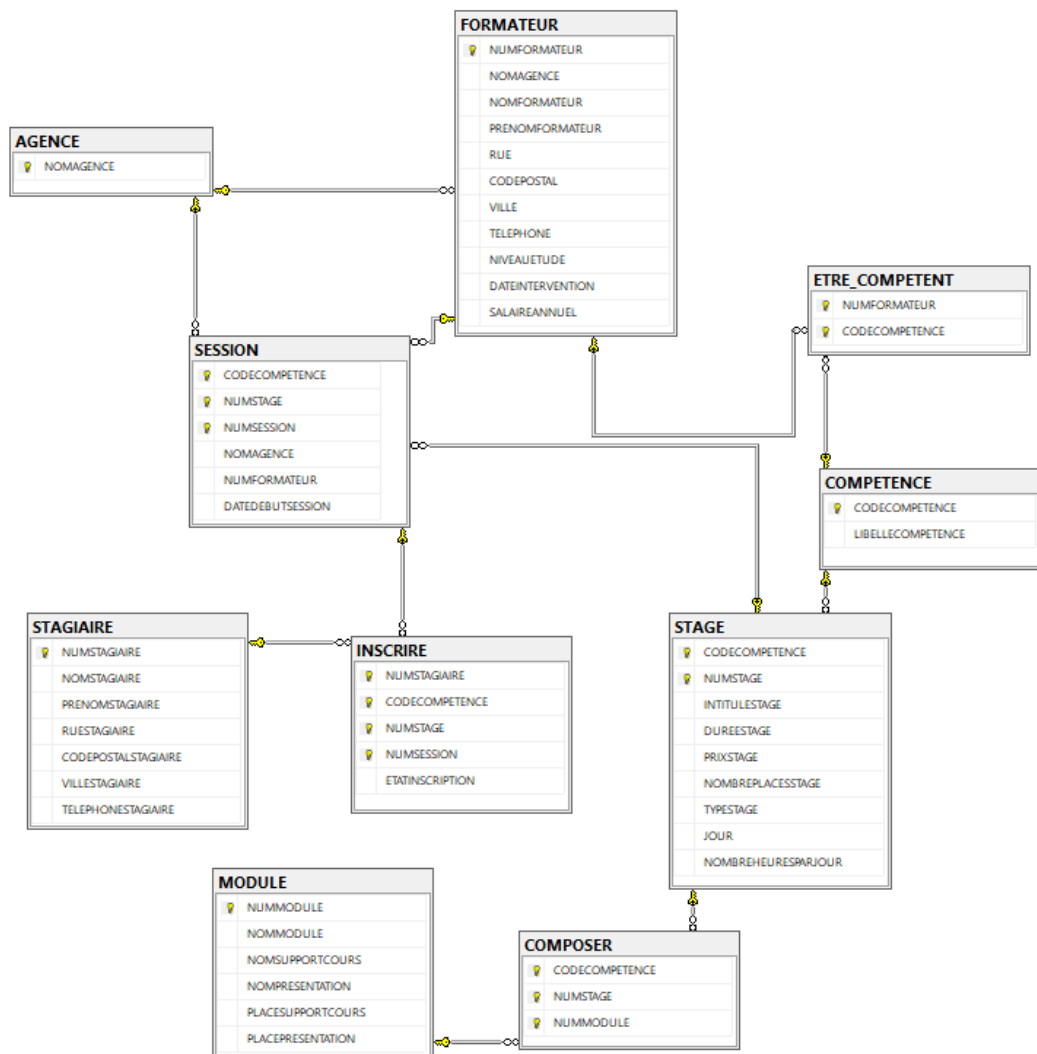 FORMATEUR
NUMFORMATEUR
NOMAGENCE
NOMFORMATEUR
PRENOMFORMATEUR
RUE
CODEPOSTAL
VILLE
TELEPHONE
NIVEAUETUDE
DATEINTERVENTION
SALAIREANNUEL
AGENCE
NOMAGENCE
ETRE_COMPETENT
NUMFORMATEUR
CODECOMPETENCE
SESSION
CODECOMPETENCE
NUMSTAGE
NUMSESSION
NOMAGENCE
NUMFORMATEUR
DATEDEBUTSESSION
COMPETENCE
CODECOMPETENCE
LIBELLECOMPETENCE
STAGIAIRE
NUMSTAGIAIRE
NOMSTAGIAIRE
PRENOMSTAGIAIRE
RUESTAGIAIRE
CODEPOSTALSTAGIAIRE
VILLESTAGIAIRE
TELEPHONESTAGIAIRE
INSCRIRE
NUMSTAGIAIRE
CODECOMPETENCE
NUMSTAGE
NUMSESSION
ETATINSCRIPTION
STAGE
CODECOMPETENCE
NUMSTAGE
INTITULESTAGE
DUREESTAGE
PRIXSTAGE
NOMBREPLACESSTAGE
TYPESTAGE
JOUR
NOMBREHEURESPARJOUR
MODULE
NUMMODULE
NOMMODULE
NOMSUPPORTCOURS
NOMPRESENTATION
PLACESUPPORTCOURS
PLACEPRESENTATION
COMPOSER
CODECOMPETENCE
NUMSTAGE
NUMMODULE